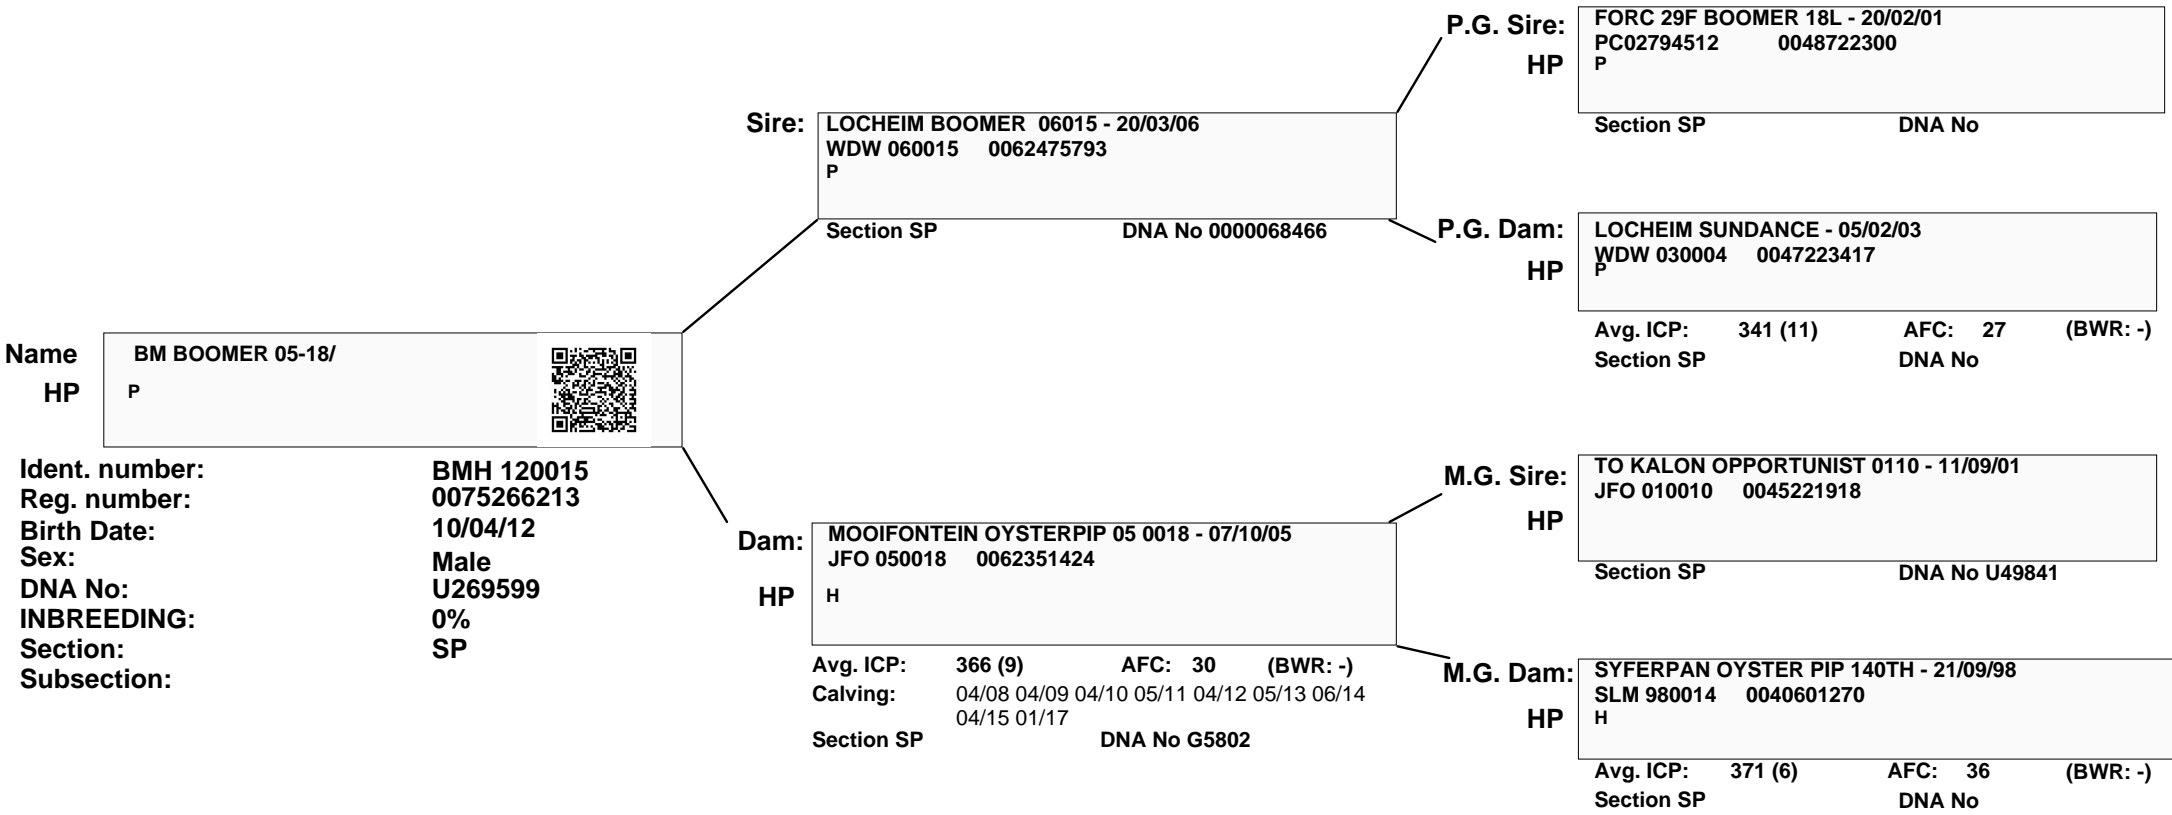 P.G. Sire:
HP
FORC 29F BOOMER 18L - 20/02/01
PC02794512 0048722300
P
Section SP DNA No
Sire:
LOCHEIM BOOMER 06015 - 20/03/06
WDW 060015 0062475793
P
Section SP DNA No 0000068466
P.G. Dam:
HP
LOCHEIM SUNDANCE - 05/02/03
WDW 030004 0047223417
P
Avg. ICP: 341 (11) AFC: 27 (BWR: -)
Section SP DNA No
Name BM BOOMER 05-18/
HP P
Ident. number: BMH 120015
Reg. number: 0075266213
Birth Date: 10/04/12
Sex: Male
DNA No: U269599
INBREEDING: 0%
Section: SP
Subsection:
M.G. Sire:
HP
TO KALON OPPORTUNIST 0110 - 11/09/01
JFO 010010 0045221918
Section SP DNA No U49841
Dam:
MOOIFONTEIN OYSTERPIP 05 0018 - 07/10/05
JFO 050018 0062351424
HP H
Avg. ICP: 366 (9) AFC: 30 (BWR: -)
Calving: 04/08 04/09 04/10 05/11 04/12 05/13 06/14
04/15 01/17
Section SP DNA No G5802
M.G. Dam:
HP
SYFERPAN OYSTER PIP 140TH - 21/09/98
SLM 980014 0040601270
H
Avg. ICP: 371 (6) AFC: 36 (BWR: -)
Section SP DNA No